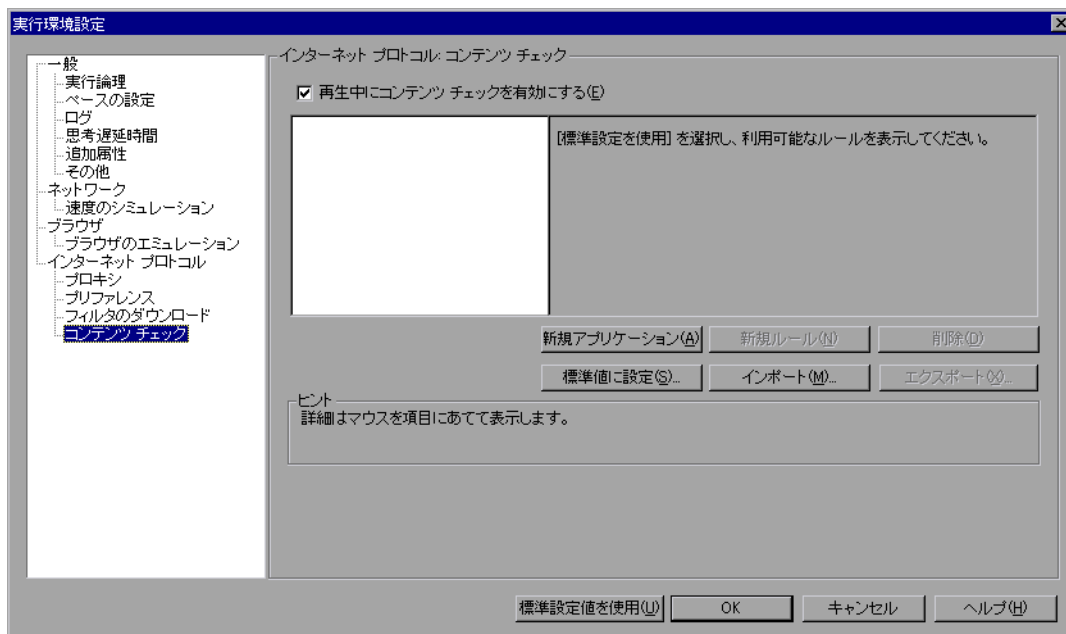 実行環境設定
一般
実行論理
ペースの設定
ログ
思考遅延時間
追加属性
その他
ネットワーク
速度のシミュレーション
ブラウザ
ブラウザのエミュレーション
インターネット プロトコル
プロキシ
プリファレンス
フィルタのダウンロード
コンテンツ チェック
インターネット プロトコル: コンテンツ チェック
再生中にコンテンツ チェックを有効にする(E)
[標準設定を使用] を選択し、利用可能なルールを表示してください。
新規アプリケーション(A)
新規ルール(N)
削除(D)
標準値に設定(S)...
インポート(M)...
エクスポート(X)...
ヒント
詳細はマウスを項目にあてて表示します。
標準設定値を使用(U)
OK
キャンセル
ヘルプ(H)